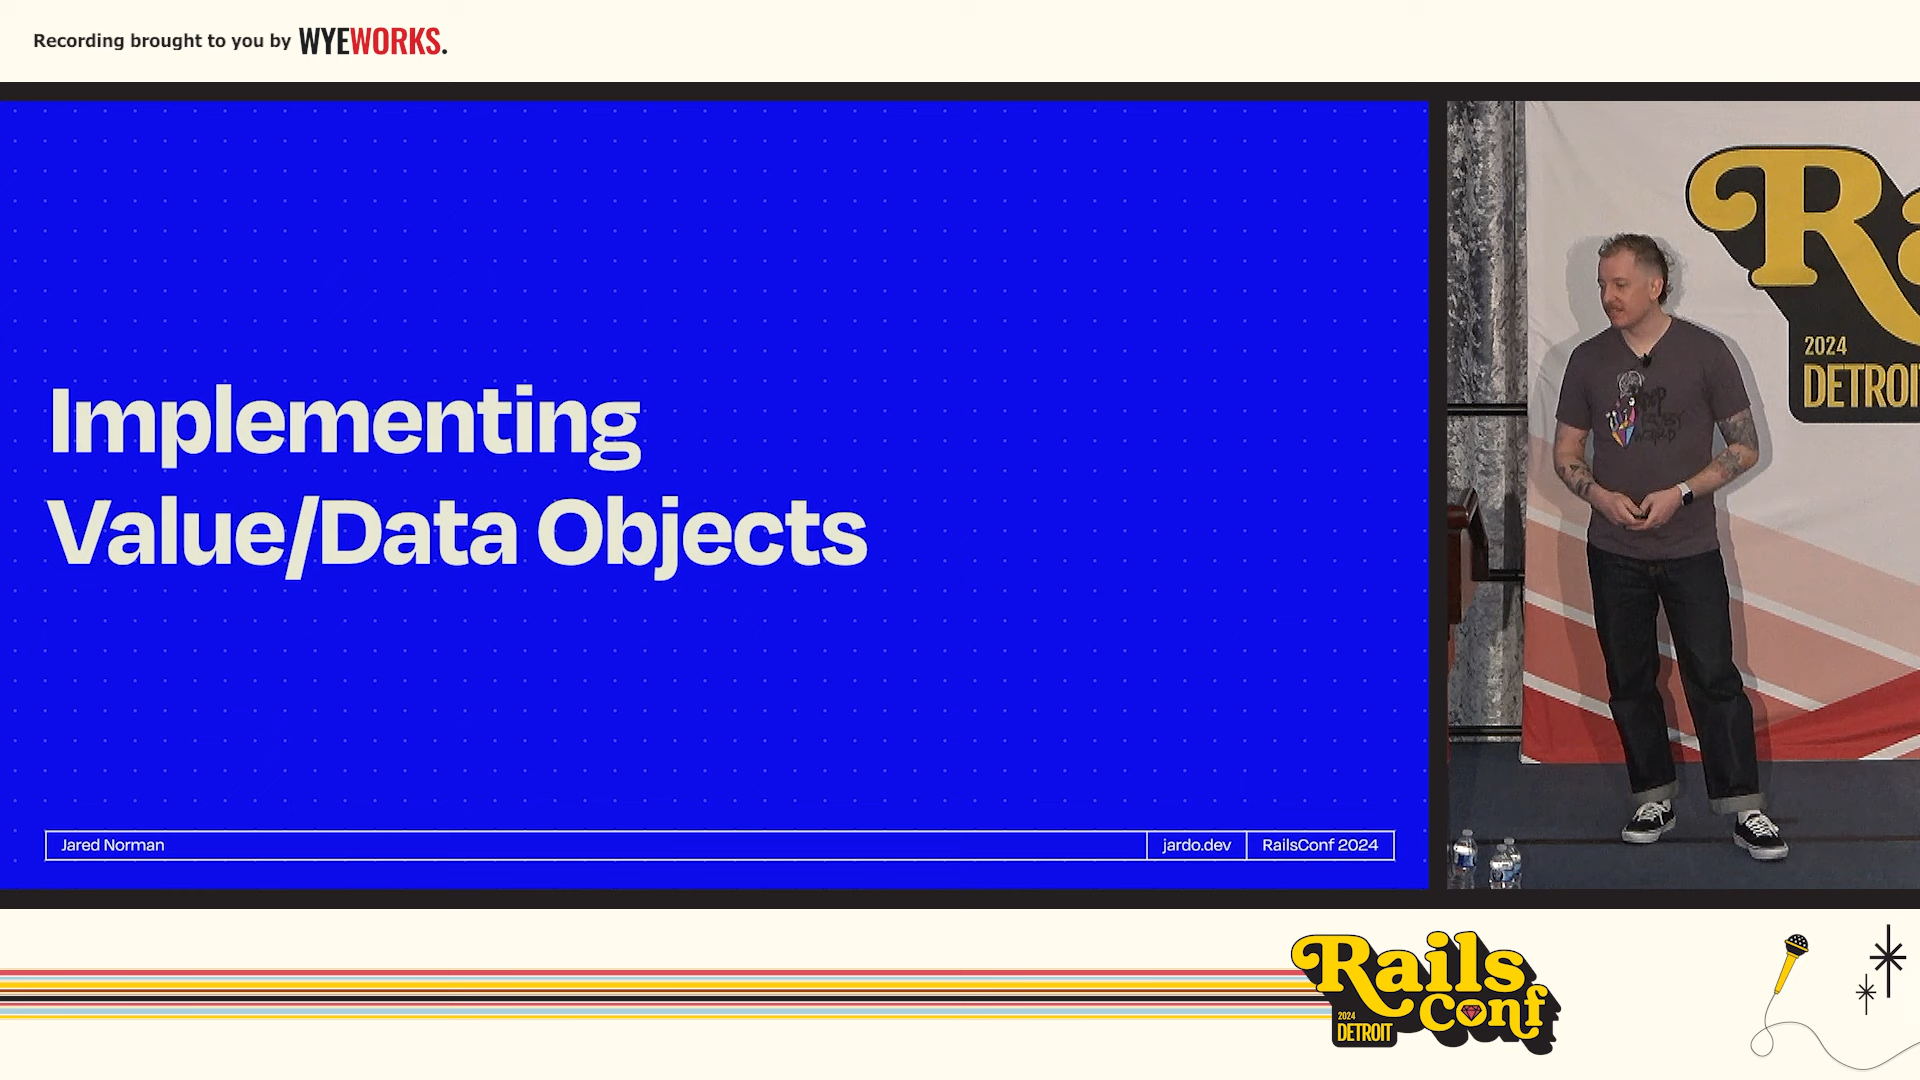 Recording brought to you by WYEWORKS.
Implementing
Value/Data Objects
Jared Norman
jardo.dev
RailsConf 2024
2024
DETROI
Rails
Conf
2024
DETROIT